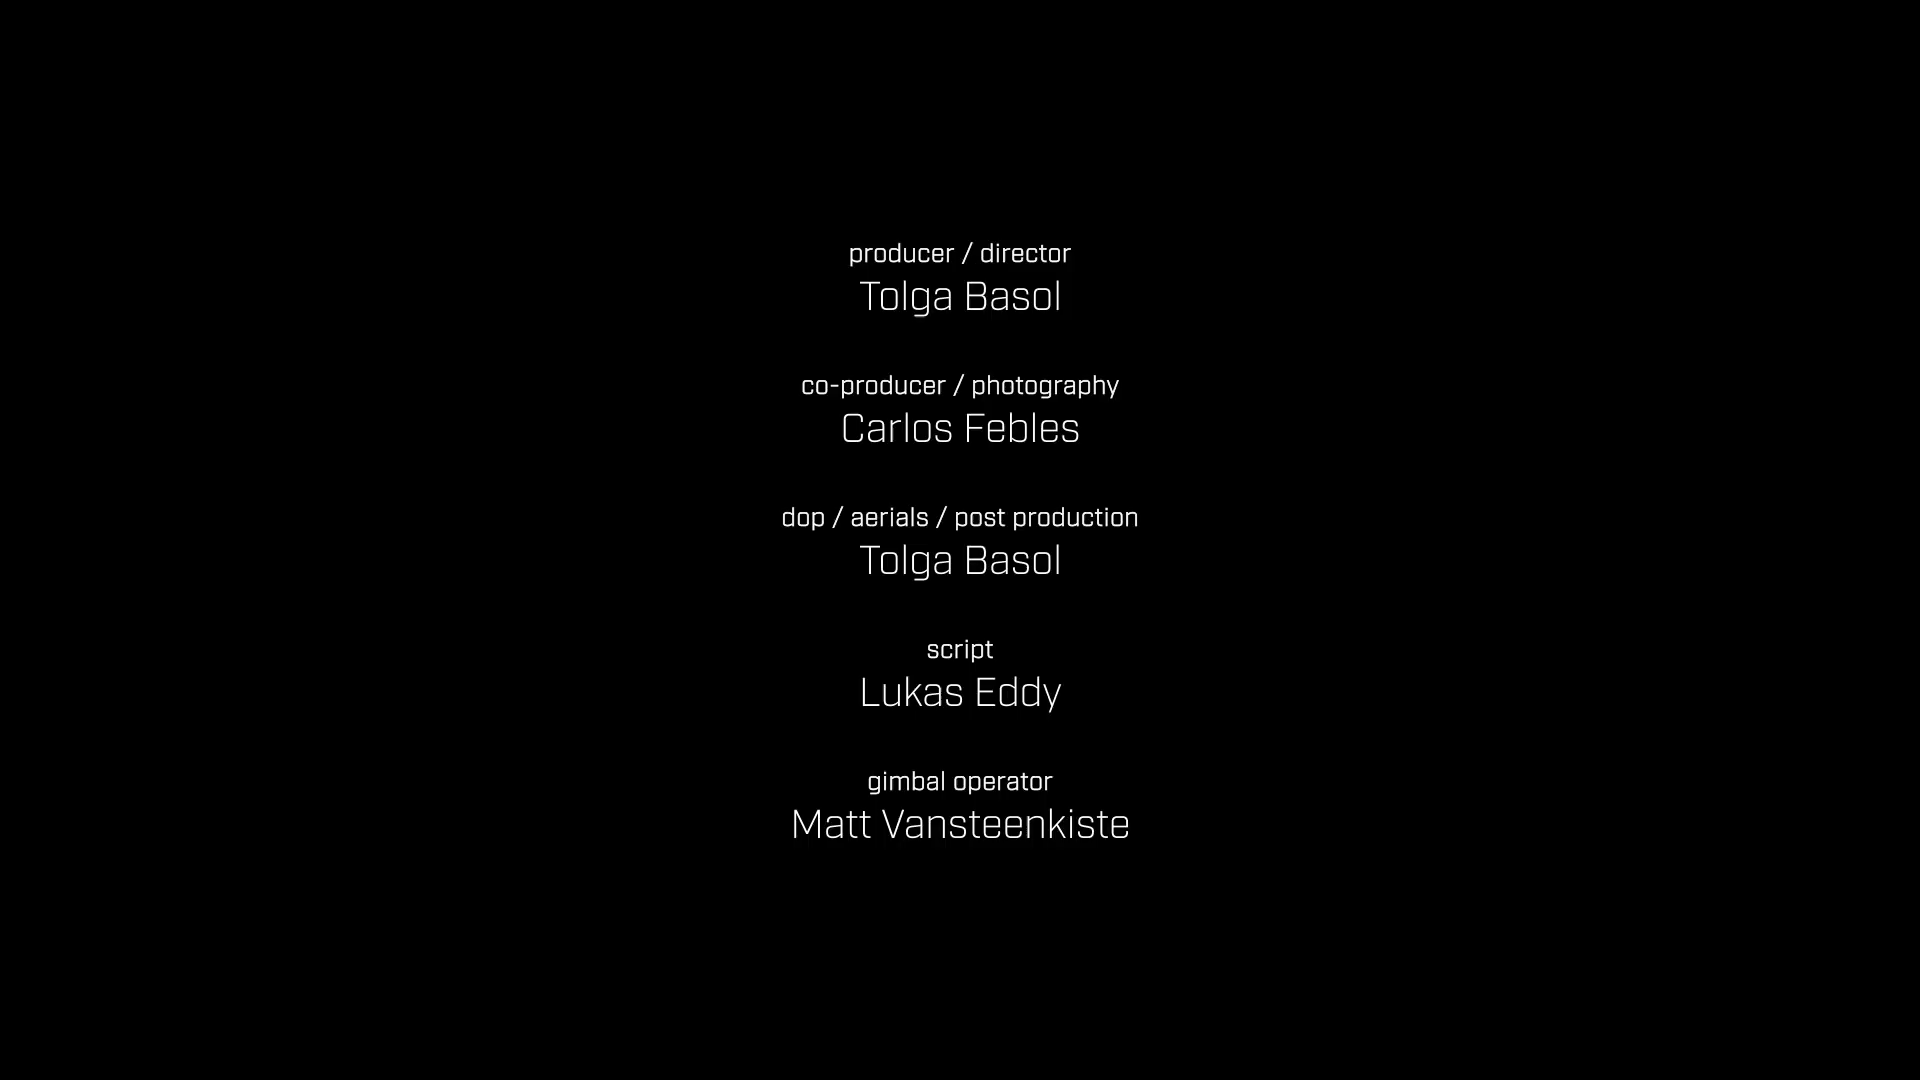 producer / director
Tolga Basol
co-producer / photography
Carlos Febles
dop / aerials / post production
Tolga Basol
script
Lukas Eddy
gimbal operator
Matt Vansteenkiste